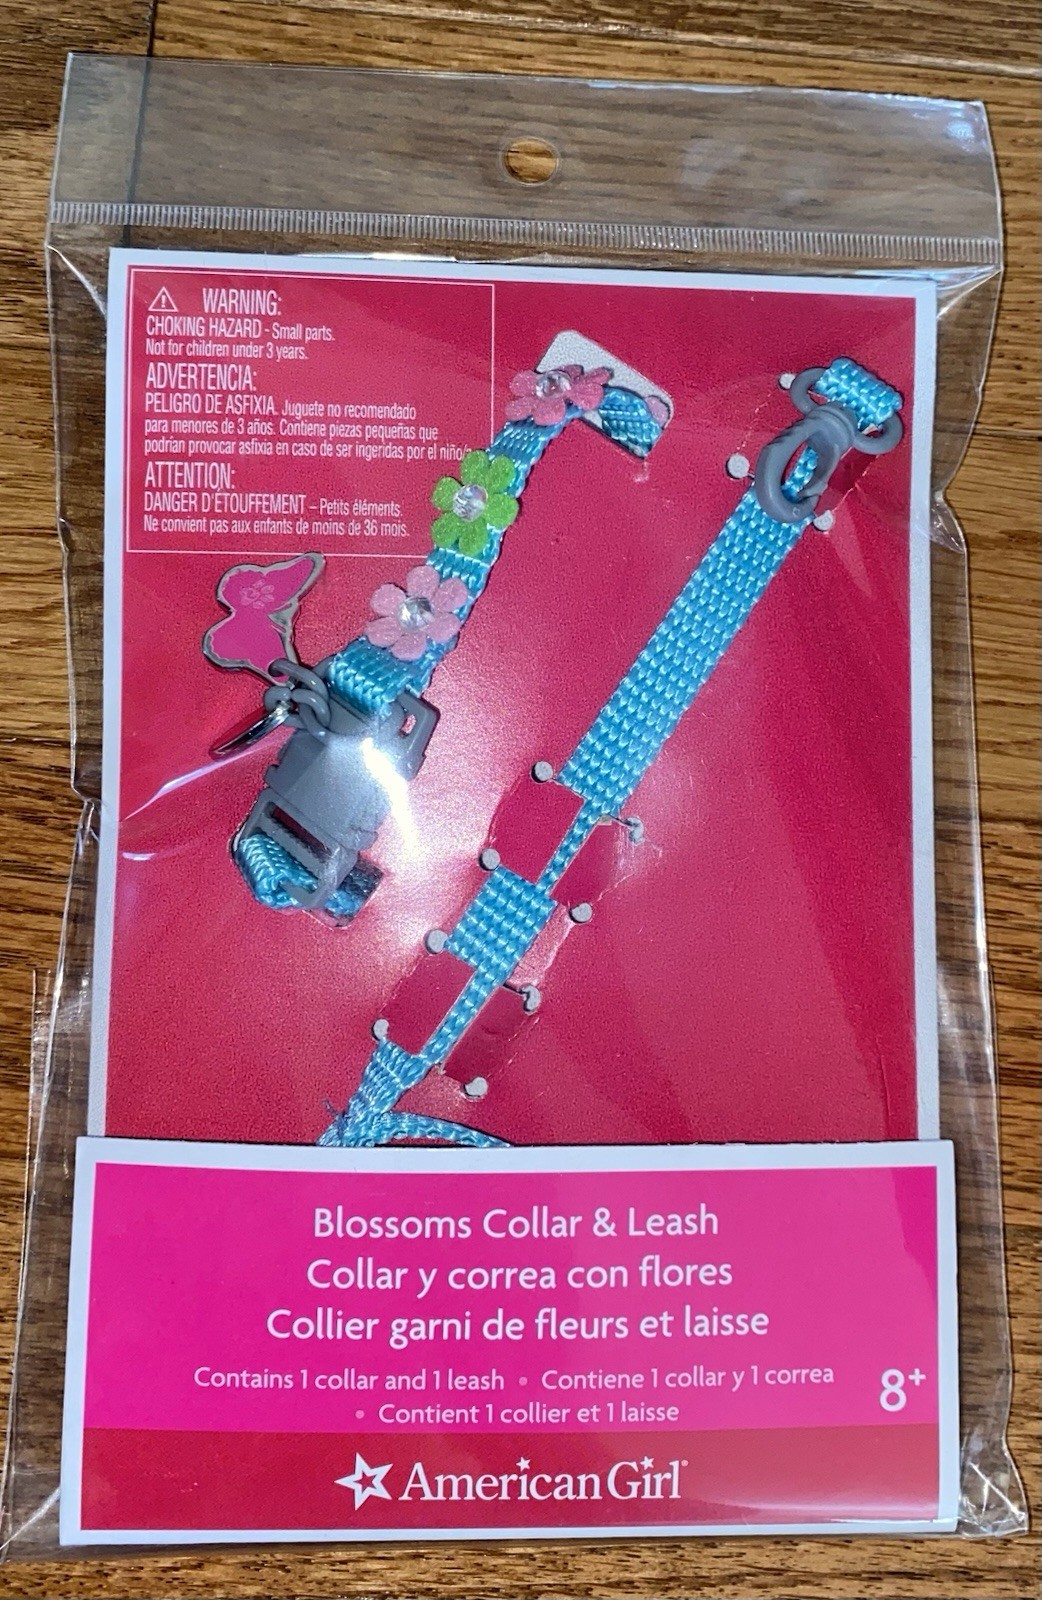 WARNING:
CHOKING HAZARD - Small parts.
Not for children under 3 years.
ADVERTENCIA:
PELIGRO DE ASFIXIA. Juguete no recomendado
para menores de 3 años. Contiene piezas pequeñas que
podrían provocar asfixia en caso de ser ingeridas por el niño/
ATTENTION:
DANGER D'ÉTOUFFEMENT – Petits éléments.
Ne convient pas aux enfants de moins de 36 mois.
Blossoms Collar & Leash
Collar y correa con flores
Collier garni de fleurs et laisse
Contains 1 collar and 1 leash • Contiene 1 collar y 1 correa
• Contient 1 collier et 1 laisse
8+
American Girl®